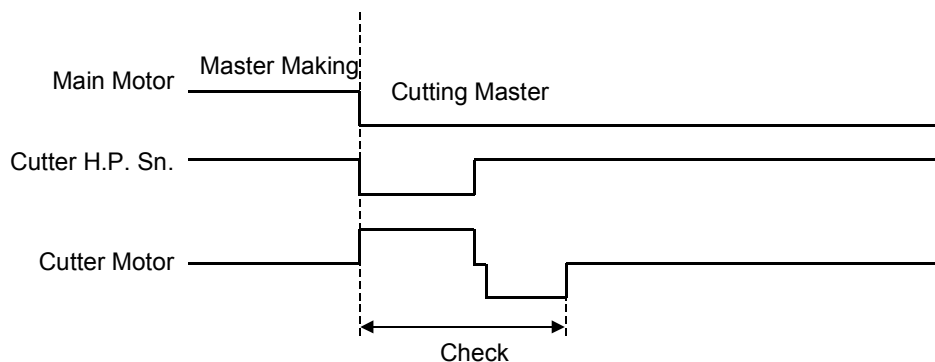 Master Making
Main Motor
Cutting Master
Cutter H.P. Sn.
Cutter Motor
Check